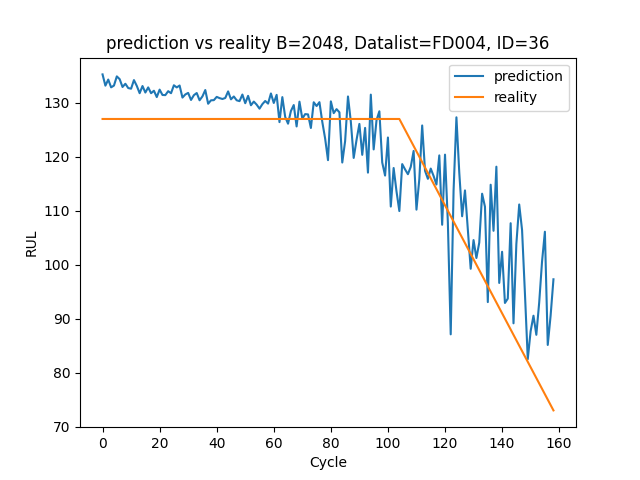 prediction vs reality B=2048, Datalist=FD004, ID=36
prediction
reality
130
120
110
100
90
80
70
RUL
0 20 40 60 80 100 120 140 160
Cycle